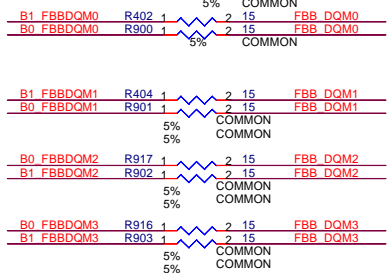 5% COMMON
B1_FBBDQM0 R402 1 2 15 FBB_DQM0
B0_FBBDQM0 R900 1 2 15 FBB_DQM0
5% COMMON
B1_FBBDQM1 R404 1 2 15 FBB_DQM1
B0_FBBDQM1 R901 1 2 15 FBB_DQM1
5% COMMON
5% COMMON
B0_FBBDQM2 R917 1 2 15 FBB_DQM2
B1_FBBDQM2 R902 1 2 15 FBB_DQM2
5% COMMON
5% COMMON
B0_FBBDQM3 R916 1 2 15 FBB_DQM3
B1_FBBDQM3 R903 1 2 15 FBB_DQM3
5% COMMON
5% COMMON